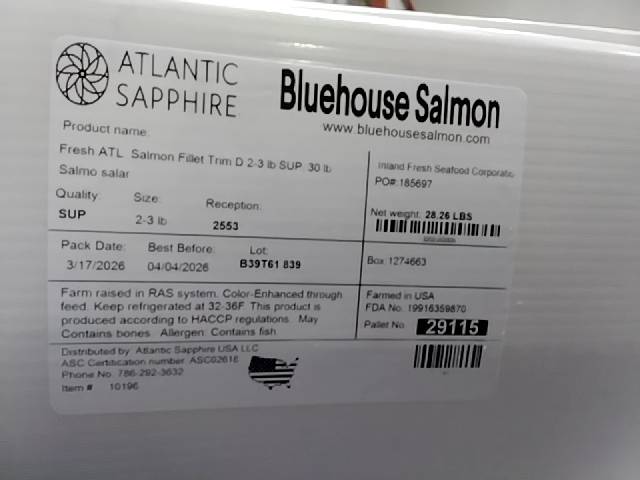 ATLANTIC
SAPPHIRE
Bluehouse Salmon
www.bluehousesalmon.com
Product name:
Fresh ATL Salmon Fillet Trim D 2-3 lb SUP. 30 lb
Salmo salar
Quality:
SUP
Size:
2-3 lb
Reception:
2553
Inland Fresh Seafood Corporatio
PO#: 185697
Net weight: 28.26 LBS
Pack Date:
3/17/2026
Best Before:
04/04/2026
Lot:
B39T61 839
Box: 1274663
Farm raised in RAS system. Color-Enhanced through
feed. Keep refrigerated at 32-36F. This product is
produced according to HACCP regulations. May
Contains bones. Allergen: Contains fish
Farmed in USA
FDA No. 19916359870
Pallet No. 29115
Distributed by: Atlantic Sapphire USA LLC
ASC Certification number: ASC02616
Phone No. 786-292-3632
Item # 10196